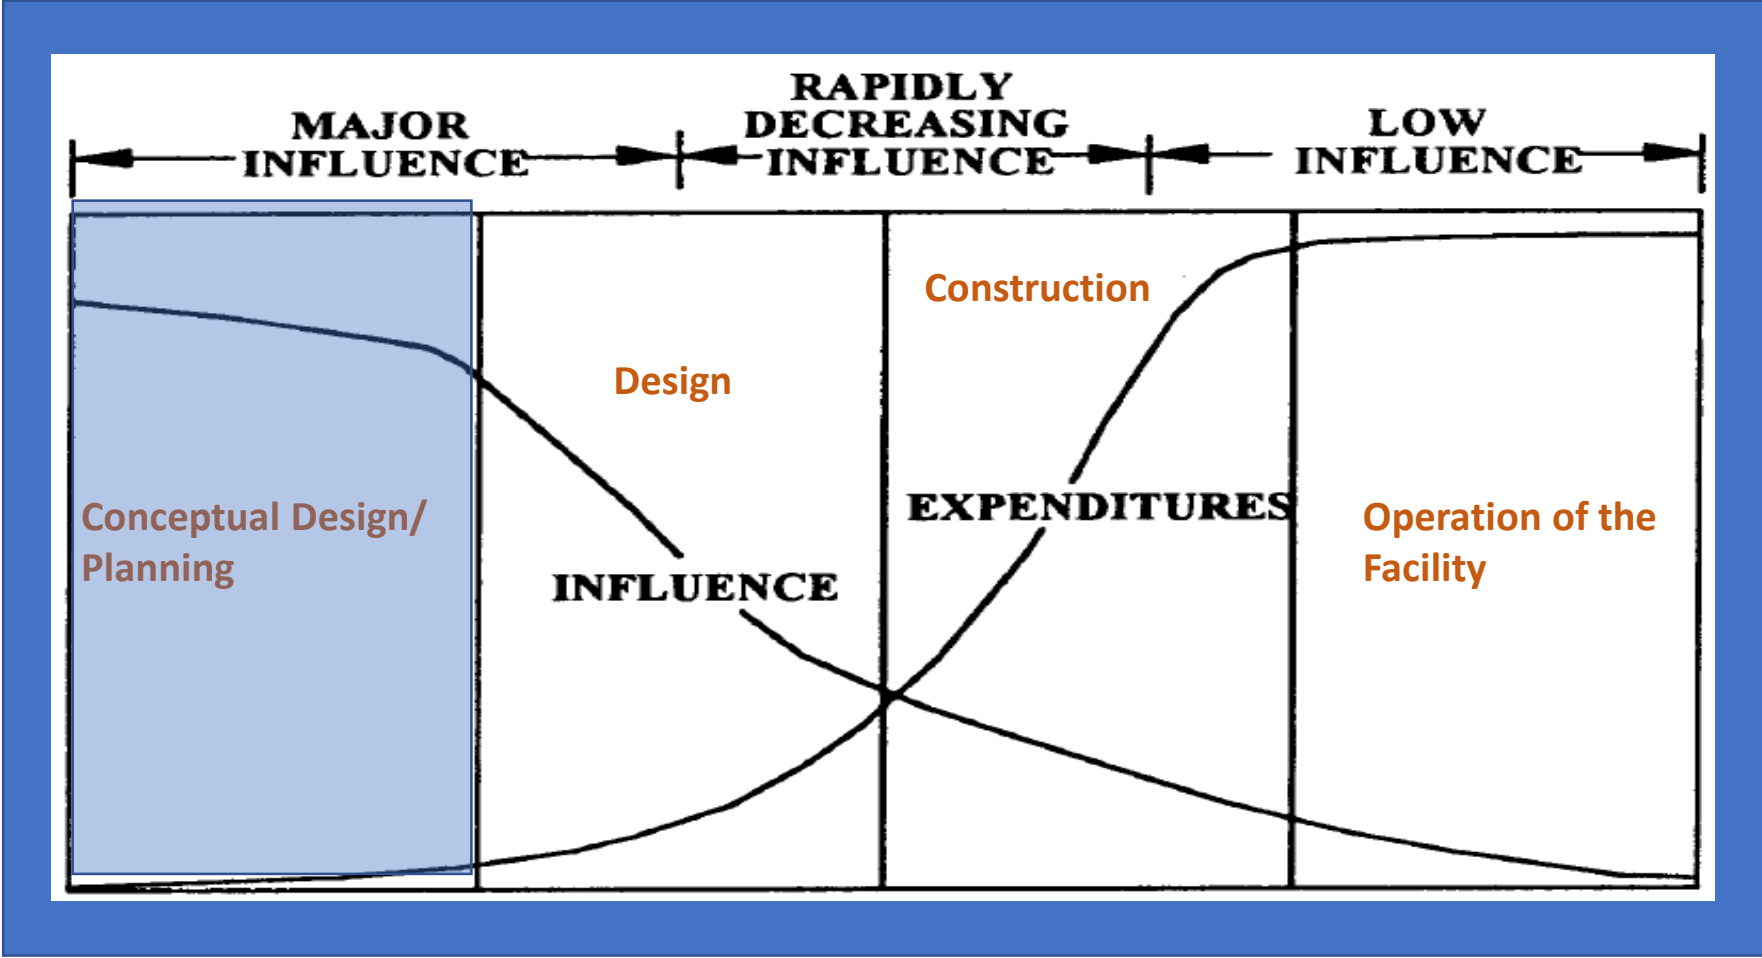 MAJOR
INFLUENCE
RAPIDLY
DECREASING
INFLUENCE
LOW
INFLUENCE
Construction
Design
EXPENDITURES
Conceptual Design/
Planning
Operation of the
Facility
INFLUENCE